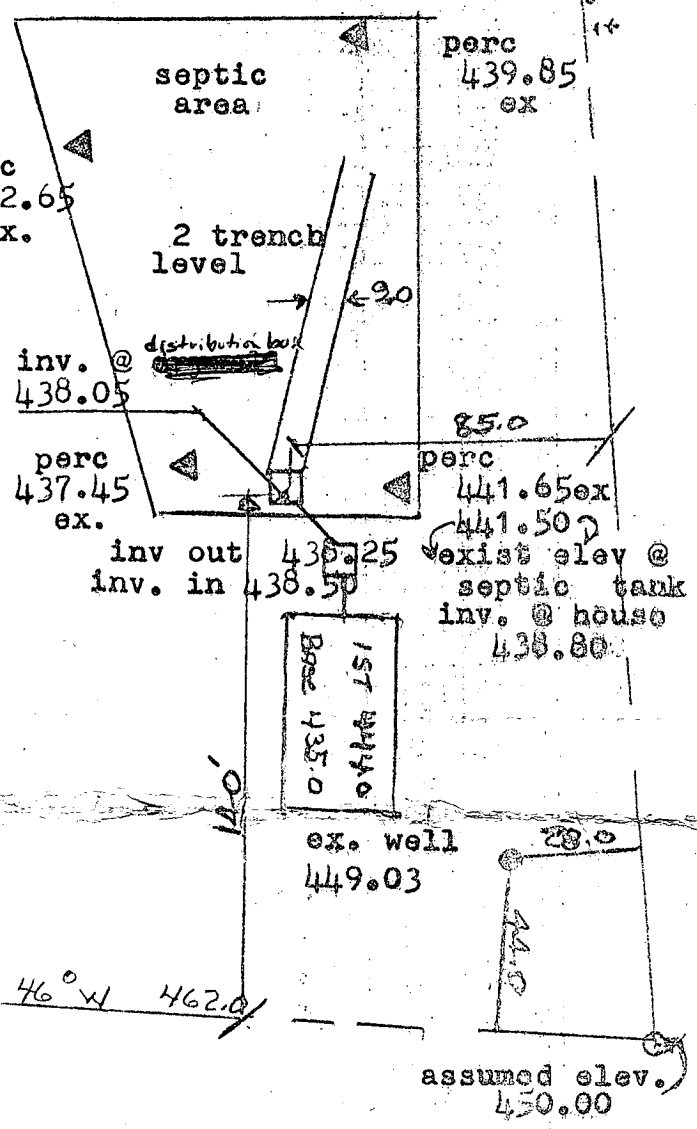 perc
439.85
ex
septic
area
c
2.65
x.
2 trench
level
90
distribution box
inv. @
438.05
85.0
perc
437.45
ex.
perc
441.65ex
441.50
exist elev @
septic tank
inv. @ house
438.80
inv out 438.25
inv. in 438.50
1ST
Base 435.0
ex. well
449.03
28.0
44.0
46° W 462.0
assumed elev.
450.00